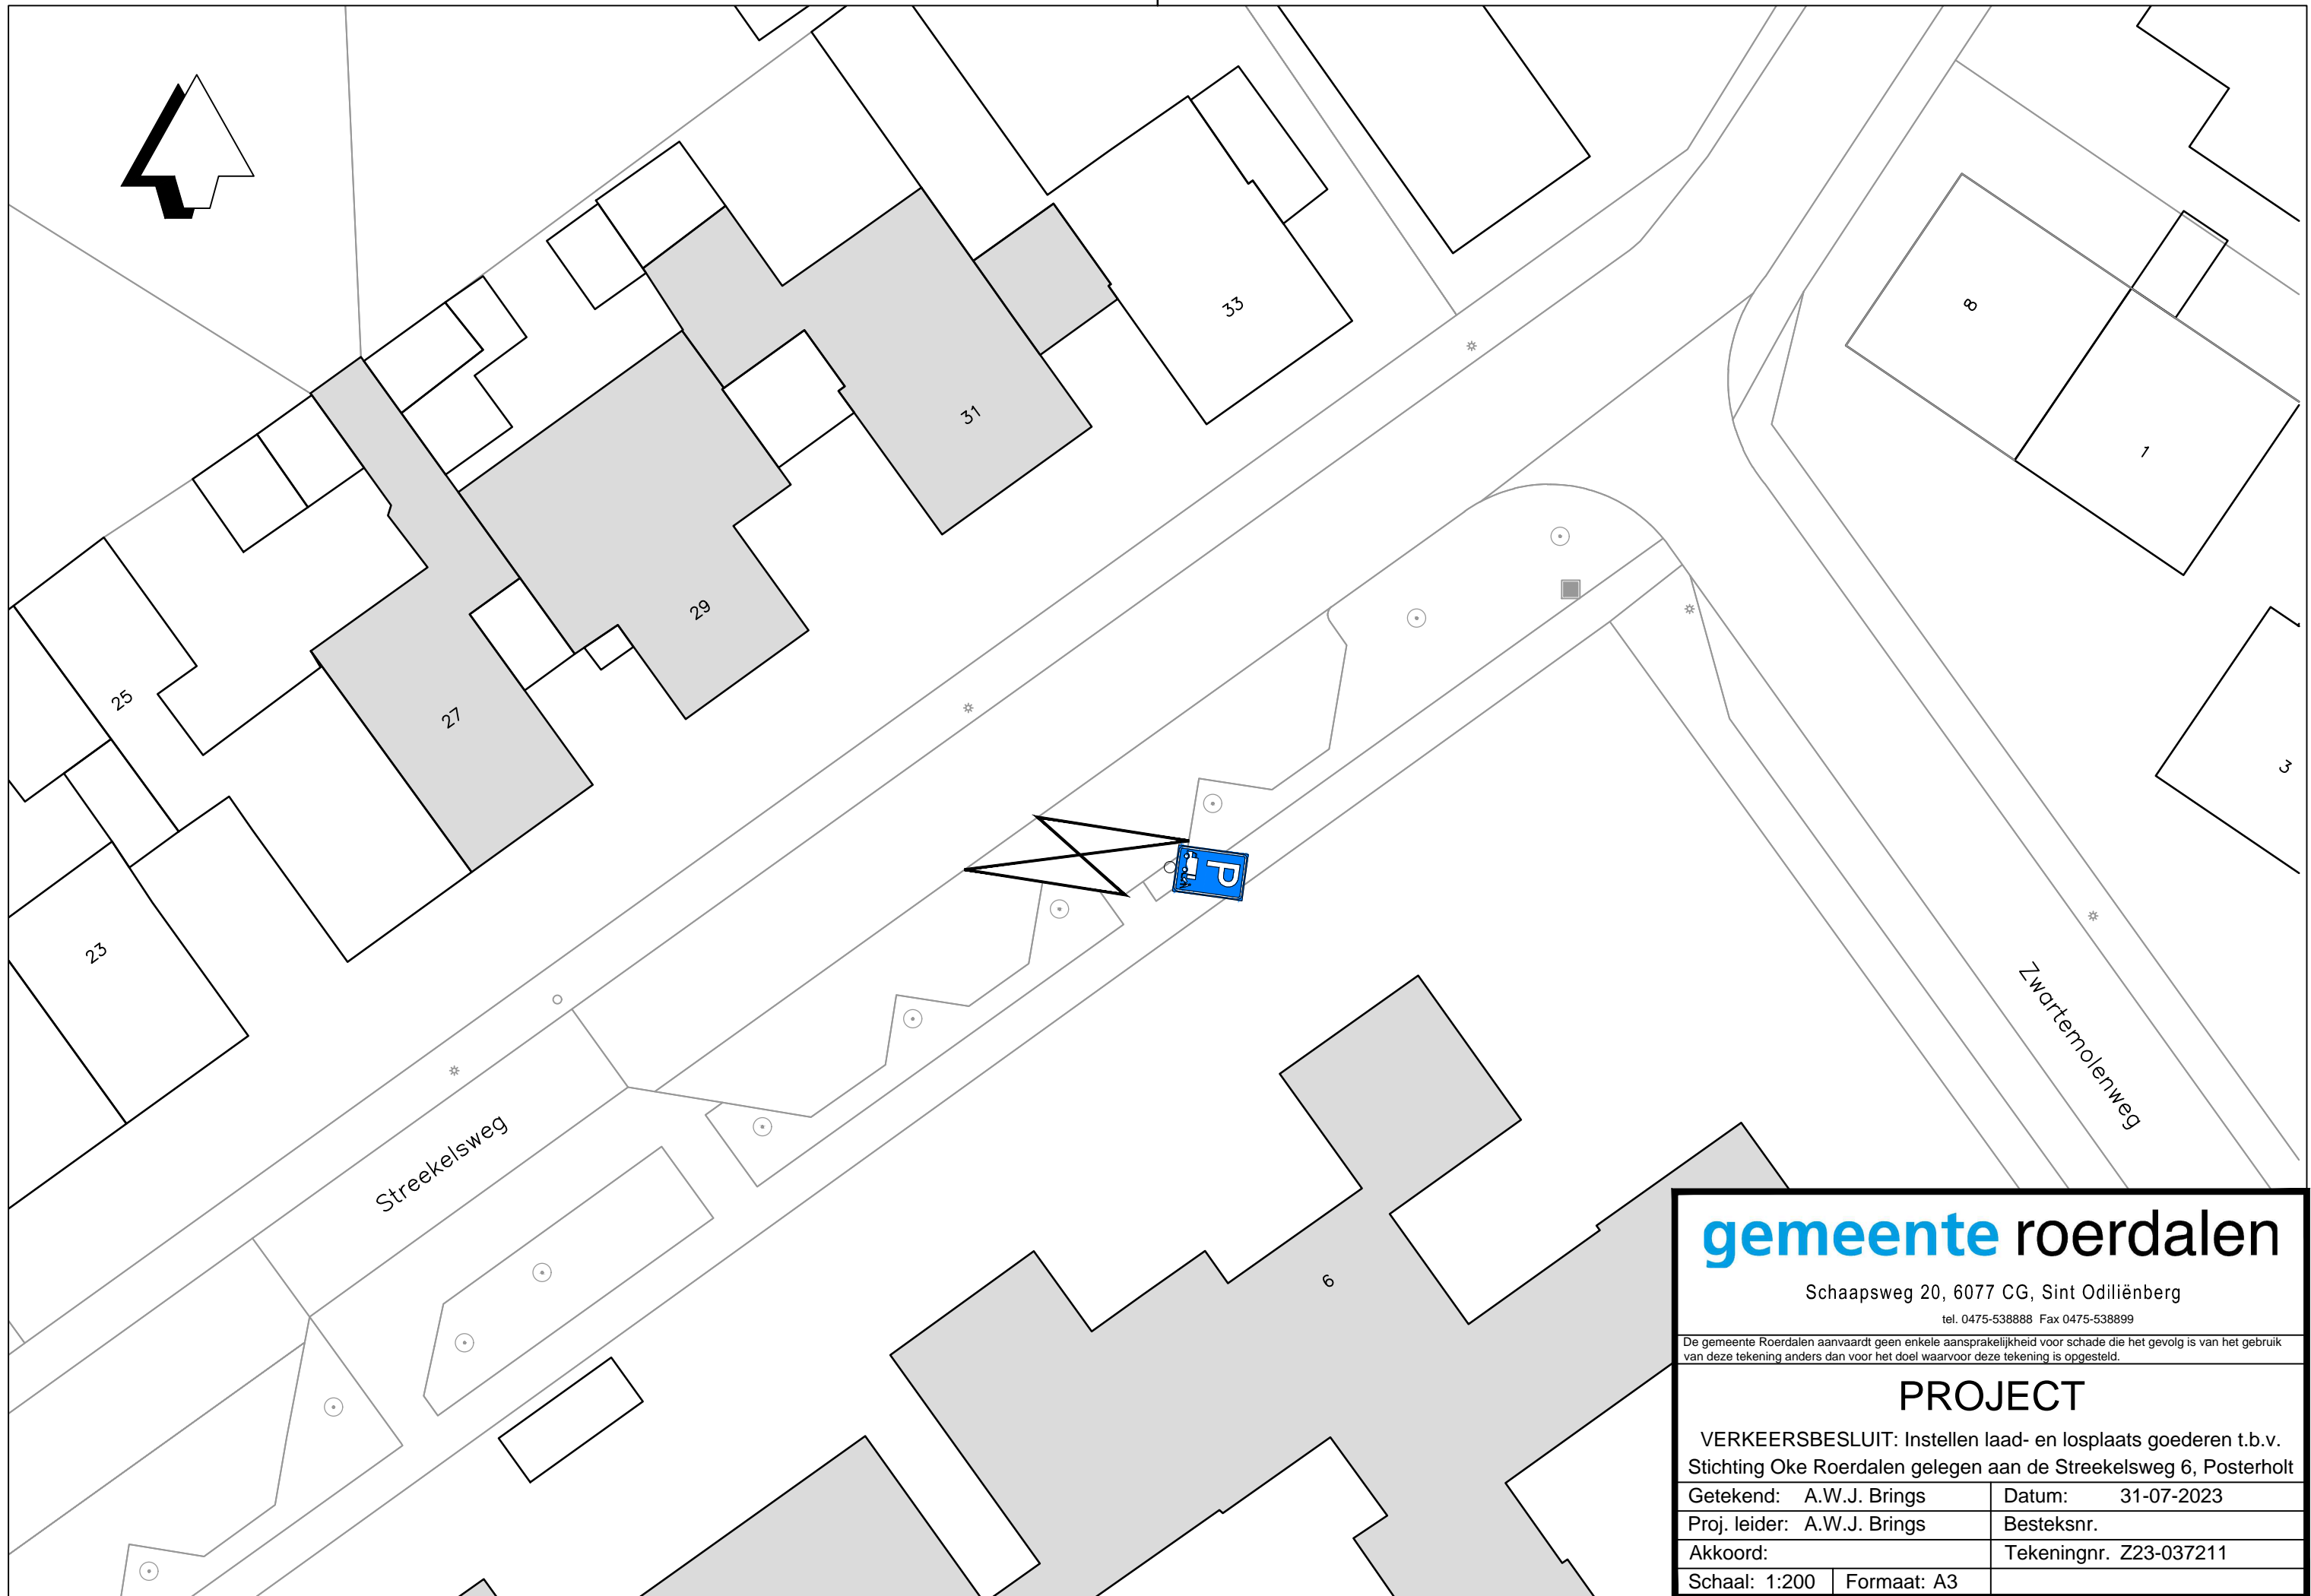 33
8
31
1
29
25
27
3
P
23
Zwartemolenweg
Streekelsweg
6
gemeente roerdalen
Schaapsweg 20, 6077 CG, Sint Odiliënberg
tel. 0475-538888 Fax 0475-538899
De gemeente Roerdalen aanvaardt geen enkele aansprakelijkheid voor schade die het gevolg is van het gebruik
van deze tekening anders dan voor het doel waarvoor deze tekening is opgesteld.
PROJECT
VERKEERSBESLUIT: Instellen laad- en losplaats goederen t.b.v.
Stichting Oke Roerdalen gelegen aan de Streekelsweg 6, Posterholt
Getekend: A.W.J. Brings Datum: 31-07-2023
Proj. leider: A.W.J. Brings Besteksnr.
Akkoord: Tekeningnr. Z23-037211
Schaal: 1:200 Formaat: A3